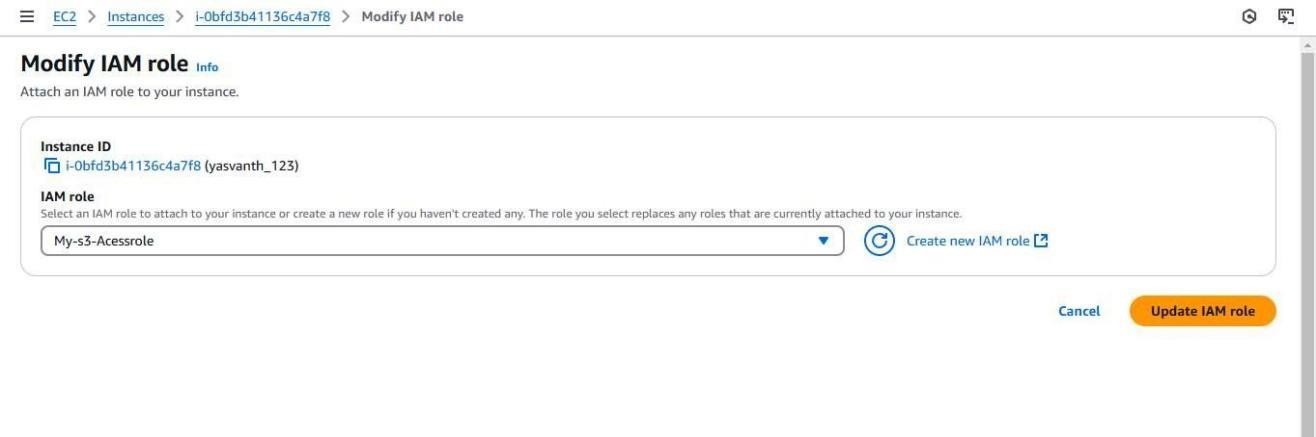 EC2 > Instances > i-0bfd3b41136c4a7f8 > Modify IAM role
Modify IAM role Info
Attach an IAM role to your instance.
Instance ID
i-0bfd3b41136c4a7f8 (yasvanth_123)
IAM role
Select an IAM role to attach to your instance or create a new role if you haven't created any. The role you select replaces any roles that are currently attached to your instance.
My-s3-Acessrole
Create new IAM role
Cancel
Update IAM role